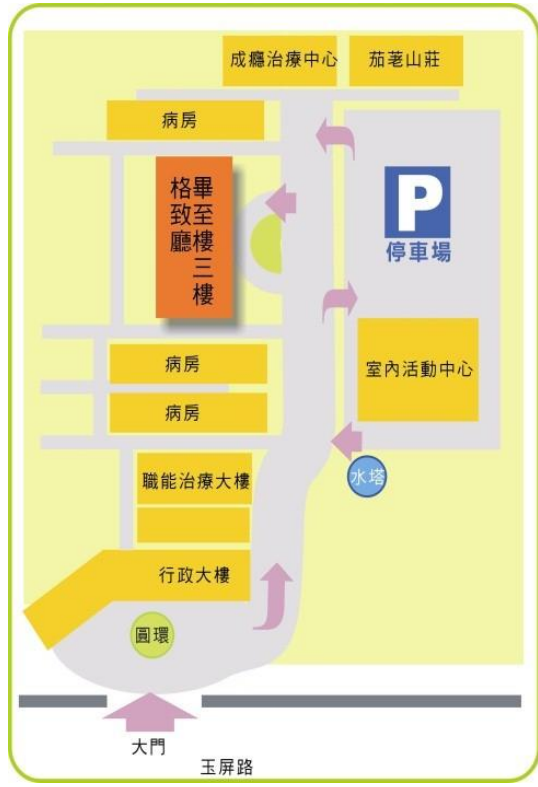 成癮治療中心
茄荖山莊
病房
畢至樓三樓
格致廳
P
停車場
病房
室內活動中心
病房
水塔
職能治療大樓
行政大樓
圓環
大門
玉屏路